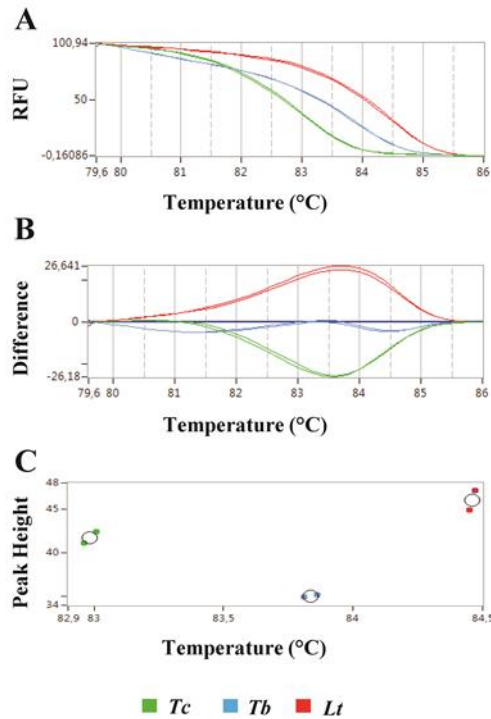 A
100,94
50
-0,16086
RFU
79,6 80 81 82 83 84 85 86
Temperature (°C)
B
26,641
0
-26,18
Difference
79,6 80 81 82 83 84 85 86
Temperature (°C)
C
48
45
40
34
Peak Height
82,9 83 83,5 84 84,5
Temperature (°C)
Tc Tb Lt